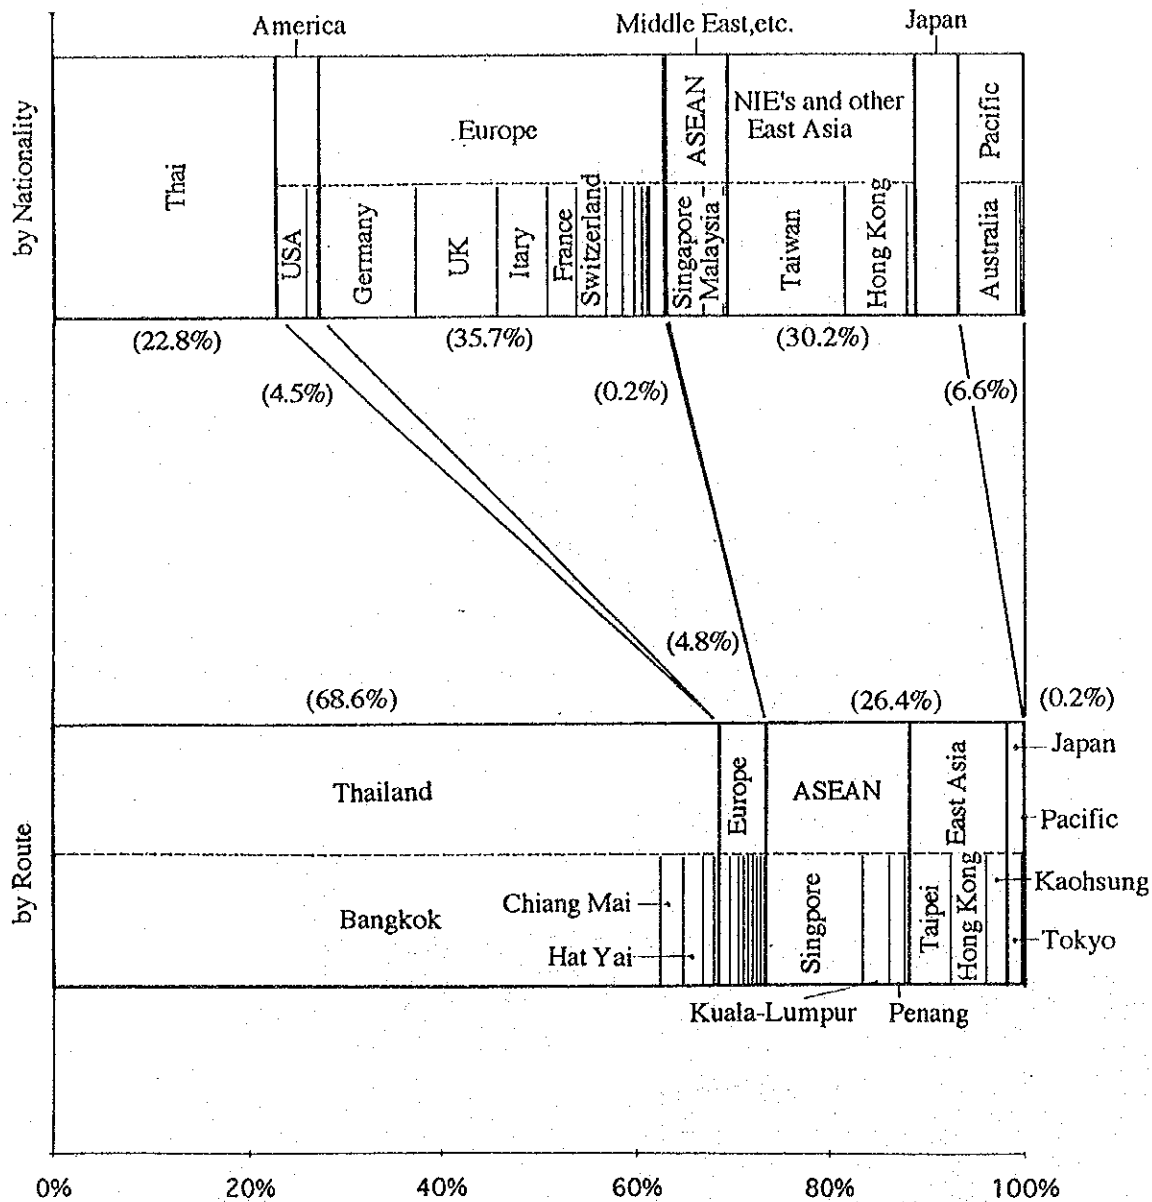 America
Middle East,etc.
Japan
by Nationality
Thai
Europe
ASEAN
NIE's and other
East Asia
Pacific
USA
Germany
UK
Itary
France
Switzerland
Singapore
Malaysia
Taiwan
Hong Kong
Australia
(22.8%)
(35.7%)
(30.2%)
(4.5%)
(0.2%)
(6.6%)
(4.8%)
(68.6%)
(26.4%)
(0.2%)
by Route
Thailand
Europe
ASEAN
East Asia
Japan
Pacific
Bangkok
Chiang Mai
Hat Yai
Singpore
Taipei
Hong Kong
Kaohsung
Tokyo
Kuala-Lumpur
Penang
0%
20%
40%
60%
80%
100%